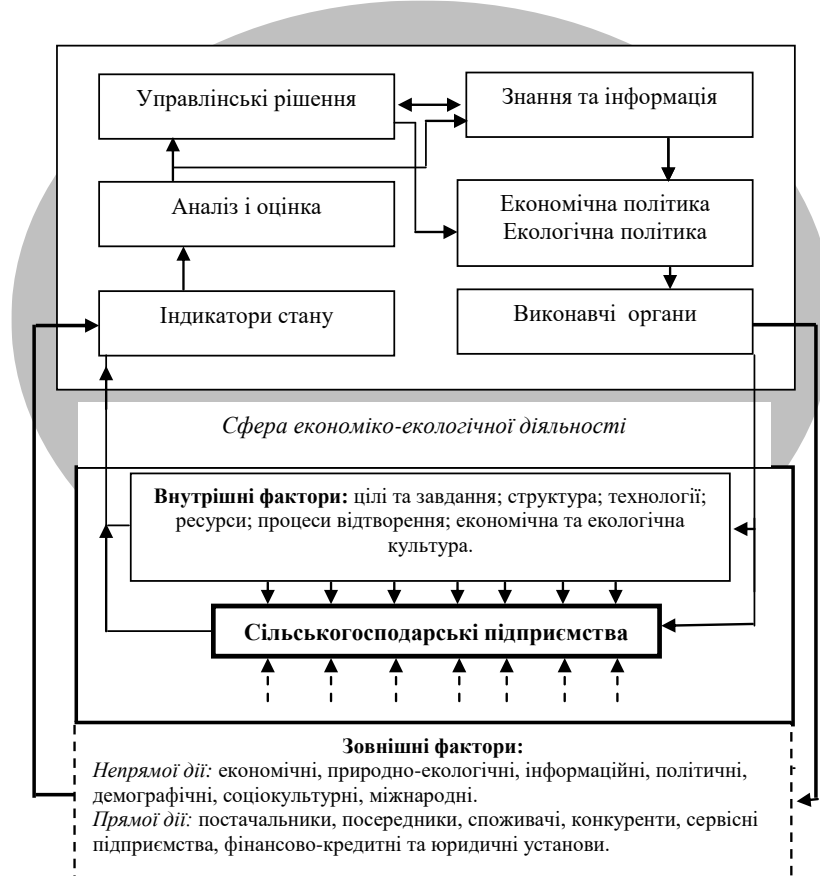 Управлінські рішення
Знання та інформація
Аналіз і оцінка
Економічна політика
Екологічна політика
Індикатори стану
Виконавчі органи
Сфера економіко-екологічної діяльності
Внутрішні фактори: цілі та завдання; структура; технології;
ресурси; процеси відтворення; економічна та екологічна
культура.
Сільськогосподарські підприємства
Зовнішні фактори:
Непрямої дії: економічні, природно-екологічні, інформаційні, політичні,
демографічні, соціокультурні, міжнародні.
Прямої дії: постачальники, посередники, споживачі, конкуренти, сервісні
підприємства, фінансово-кредитні та юридичні установи.